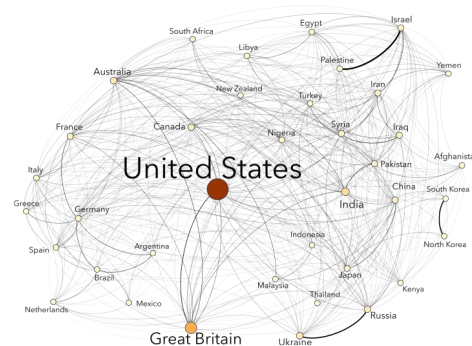 Israel
Egypt
South Africa
Libya
Palestine
Yemen
Australia
Iran
New Zealand
Turkey
France
Canada
Syria
Nigeria
Iraq
Italy
United States
Pakistan
Afghanista
China
South Korea
Greece
Germany
India
Spain
Argentina
Indonesia
North Korea
Brazil
Japan
Malaysia
Kenya
Netherlands
Mexico
Thailand
Russia
Great Britain
Ukraine